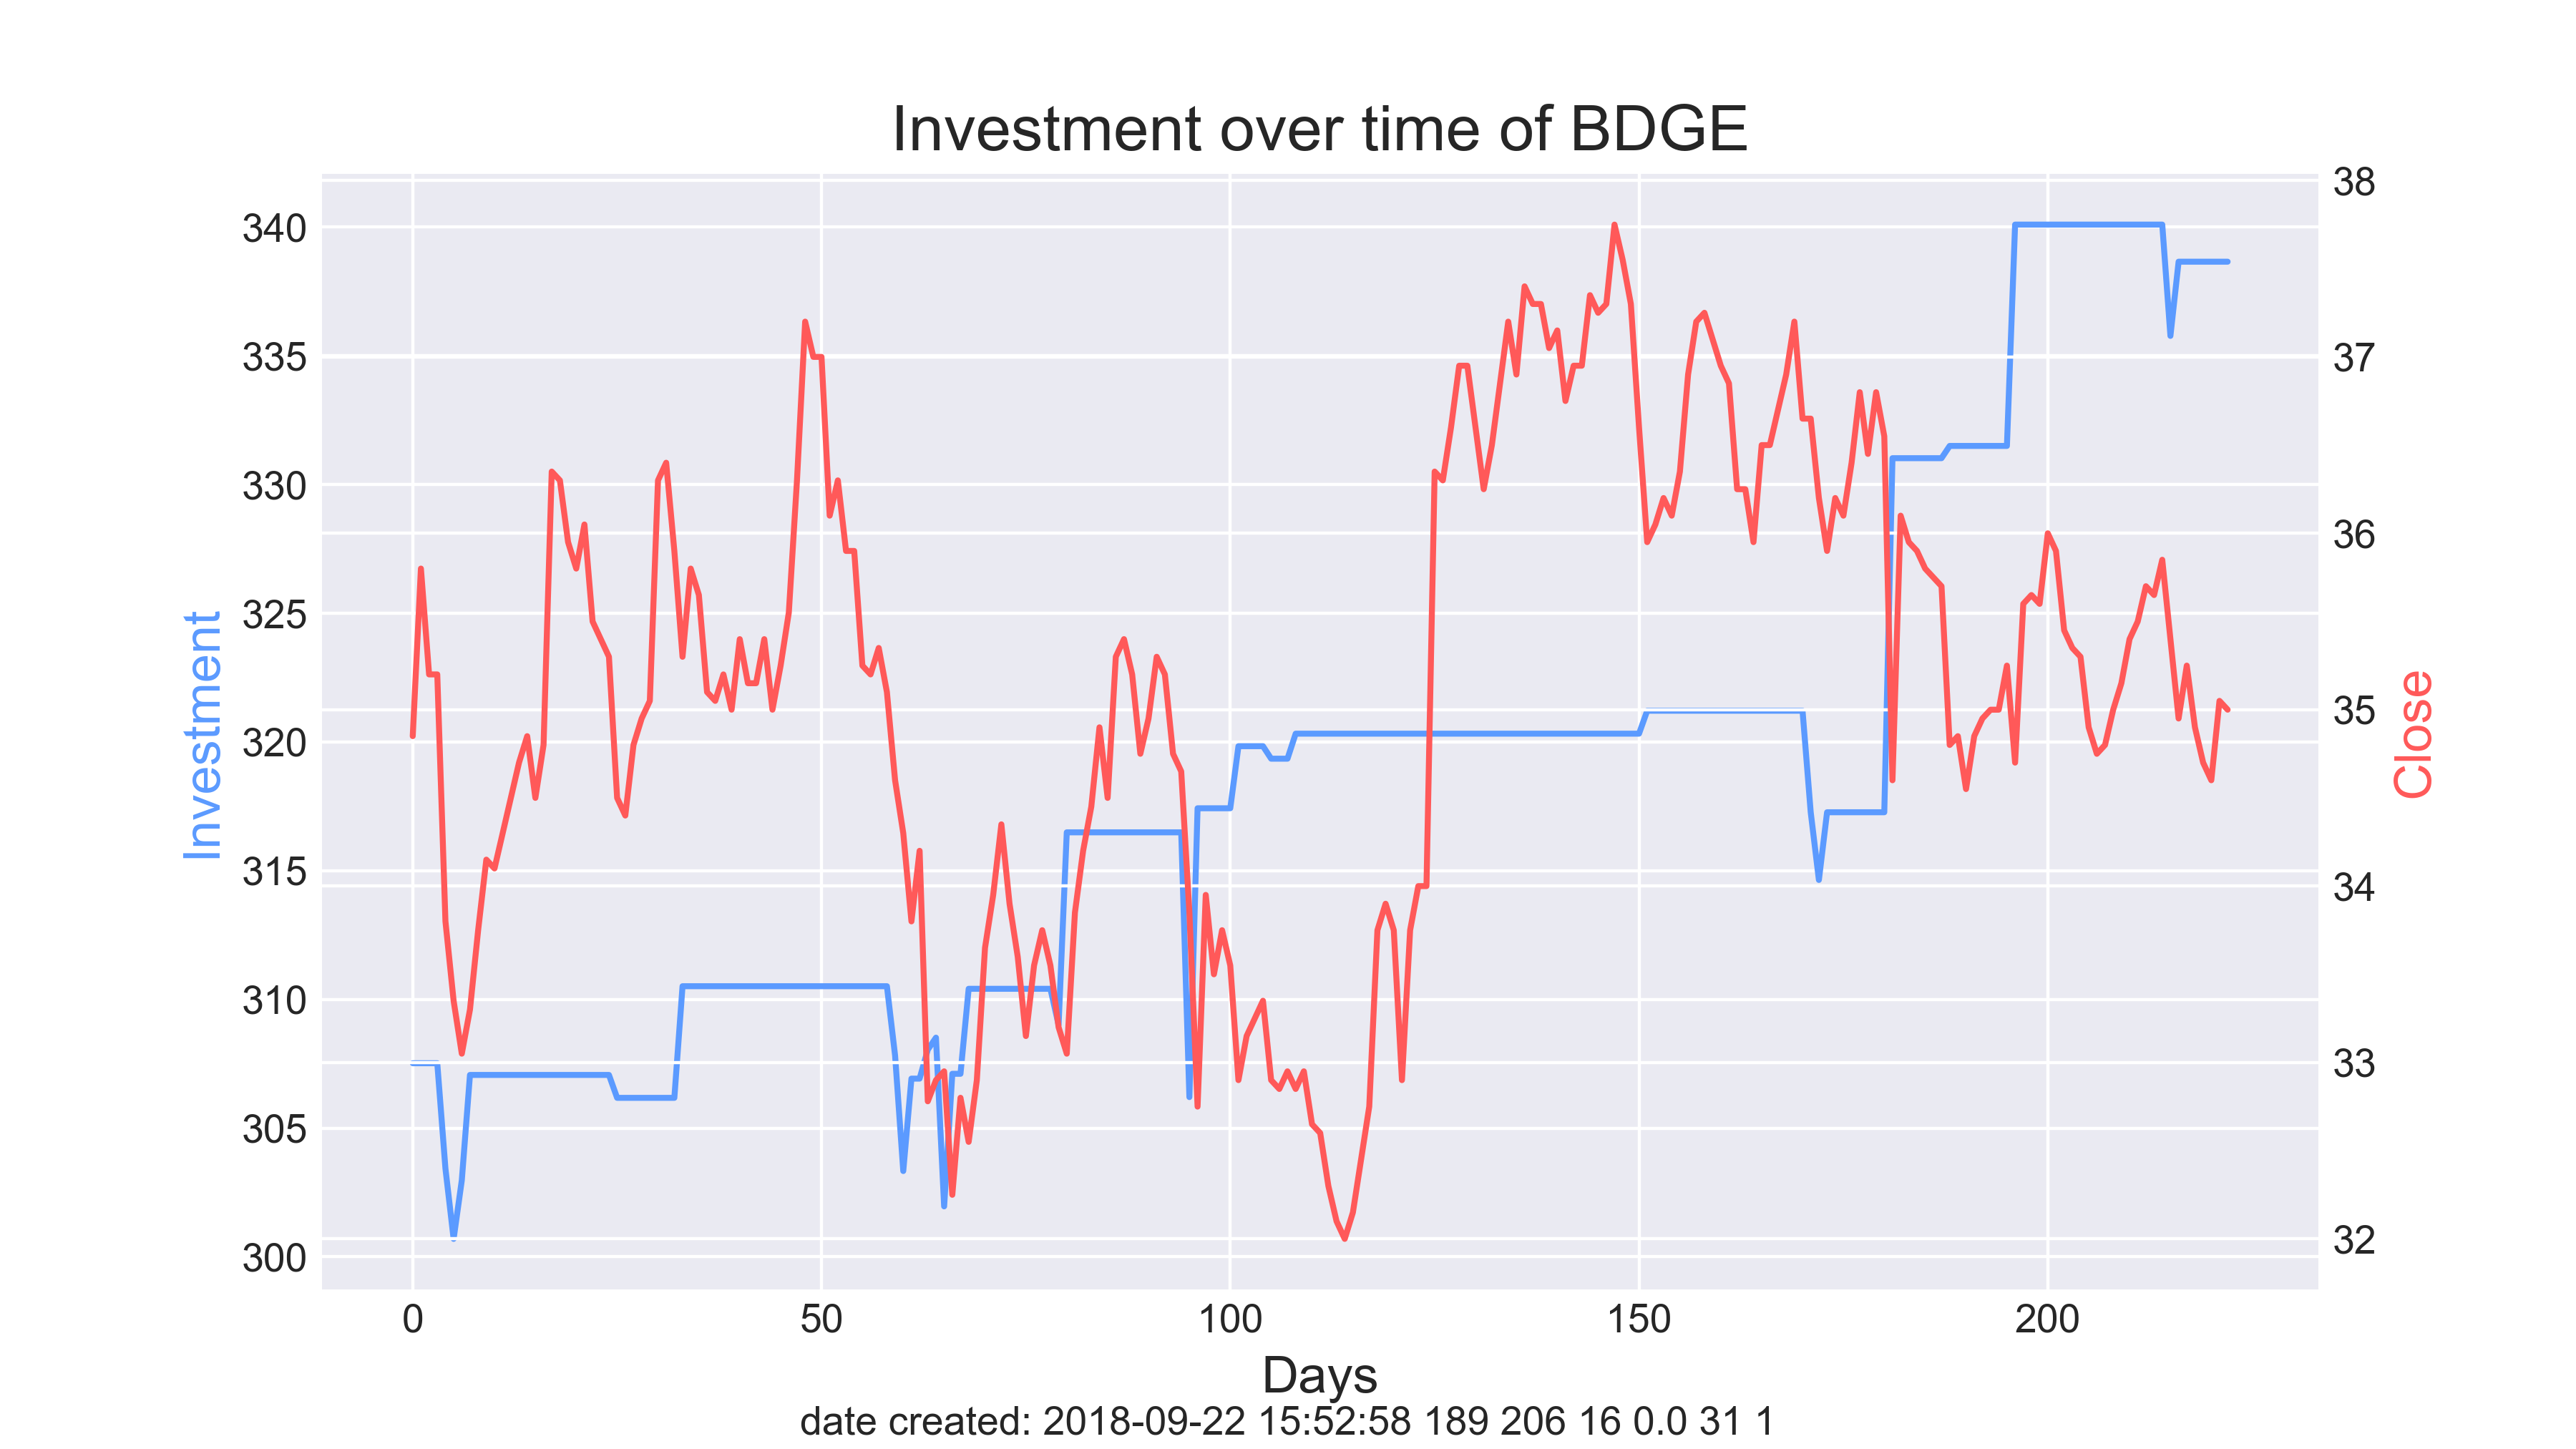 Investment over time of BDGE
340
335
330
325
320
315
310
305
300
Investment
38
37
36
35
34
33
32
Close
0 50 100 150 200
Days
date created: 2018-09-22 15:52:58 189 206 16 0.0 31 1